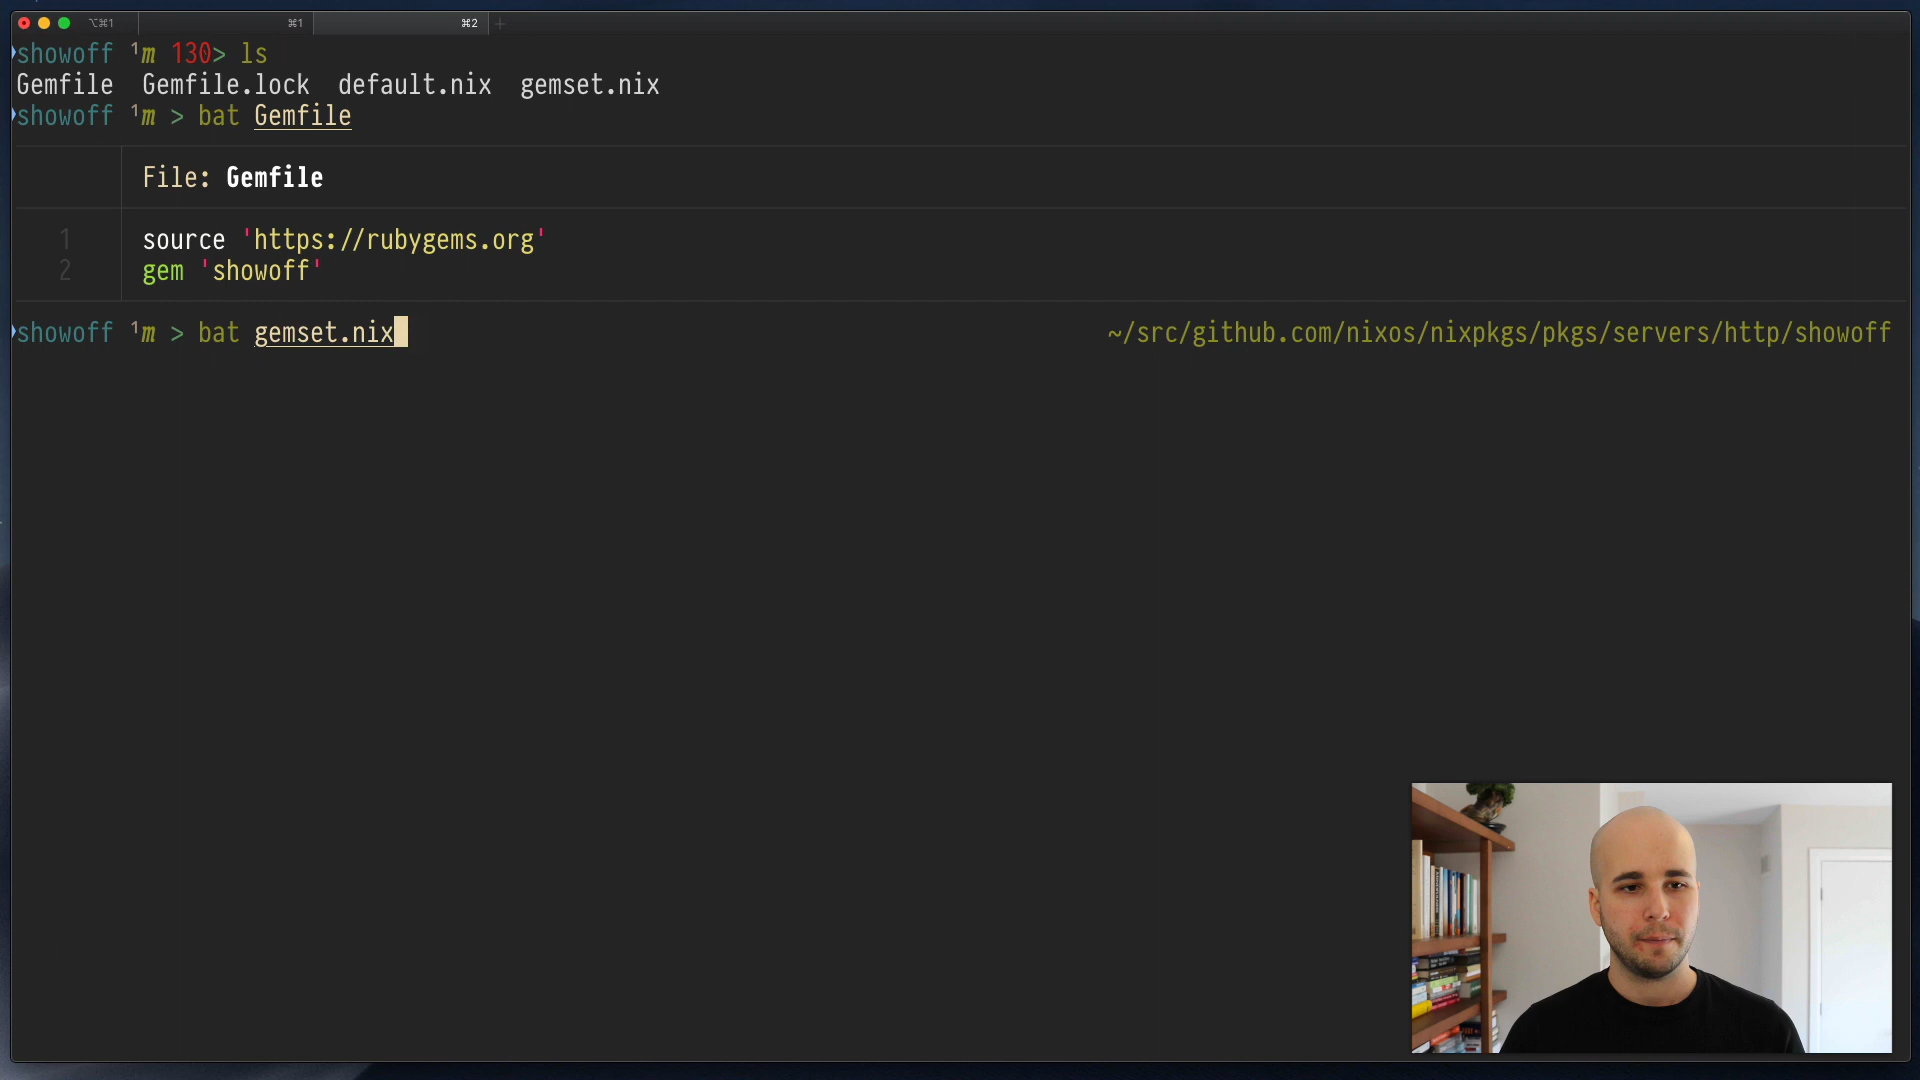 ⌥⌘1 ⌘1 ⌘2 +
showoff ¹m 130> ls
Gemfile Gemfile.lock default.nix gemset.nix
showoff ¹m > bat Gemfile
File: Gemfile
1 source 'https://rubygems.org'
2 gem 'showoff'
showoff ¹m > bat gemset.nix ~/src/github.com/nixos/nixpkgs/pkgs/servers/http/showoff